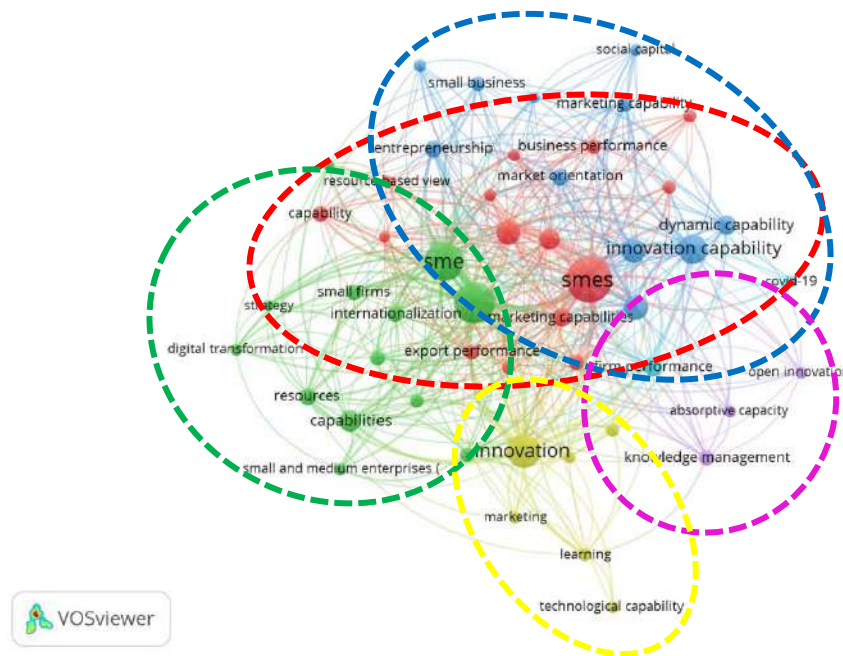 social capital
small business
marketing capability
entrepreneurship
business performance
resource based view
market orientation
capability
dynamic capability
innovation capability
sme
smes
covid-19
small firms
strategy
internationalization
marketing capabilities
digital transformation
export performance
firm performance
open innovation
resources
absorptive capacity
capabilities
innovation
knowledge management
small and medium enterprises (
marketing
learning
technological capability
VOSviewer